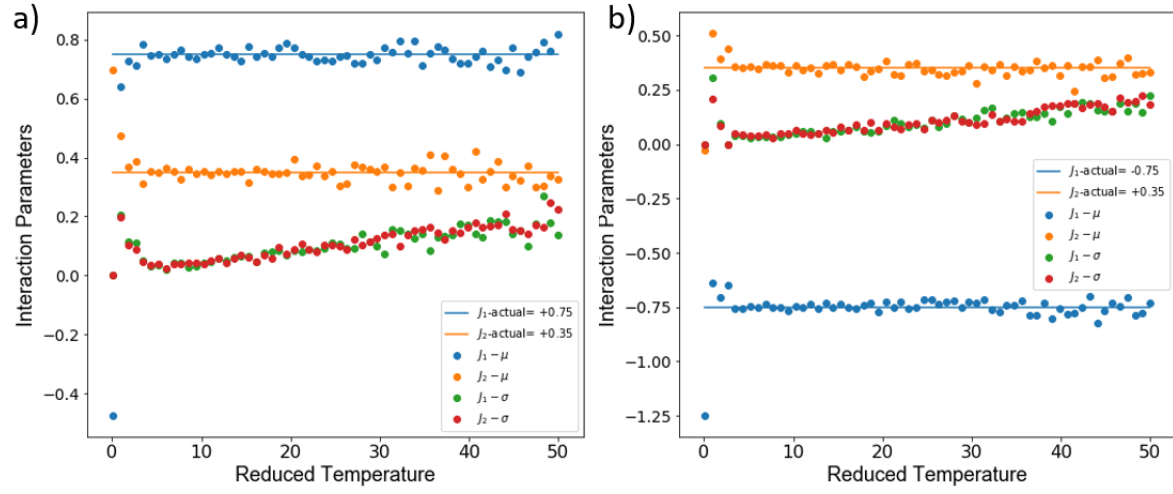 a)
Interaction Parameters
0.8
0.6
0.4
0.2
0.0
−0.2
−0.4
0
10
20
30
40
50
Reduced Temperature
J₁-actual= +0.75
J₂-actual= +0.35
J₁ − μ
J₂ − μ
J₁ − σ
J₂ − σ
b)
Interaction Parameters
0.50
0.25
0.00
−0.25
−0.50
−0.75
−1.00
−1.25
0
10
20
30
40
50
Reduced Temperature
J₁-actual= -0.75
J₂-actual= +0.35
J₁ − μ
J₂ − μ
J₁ − σ
J₂ − σ